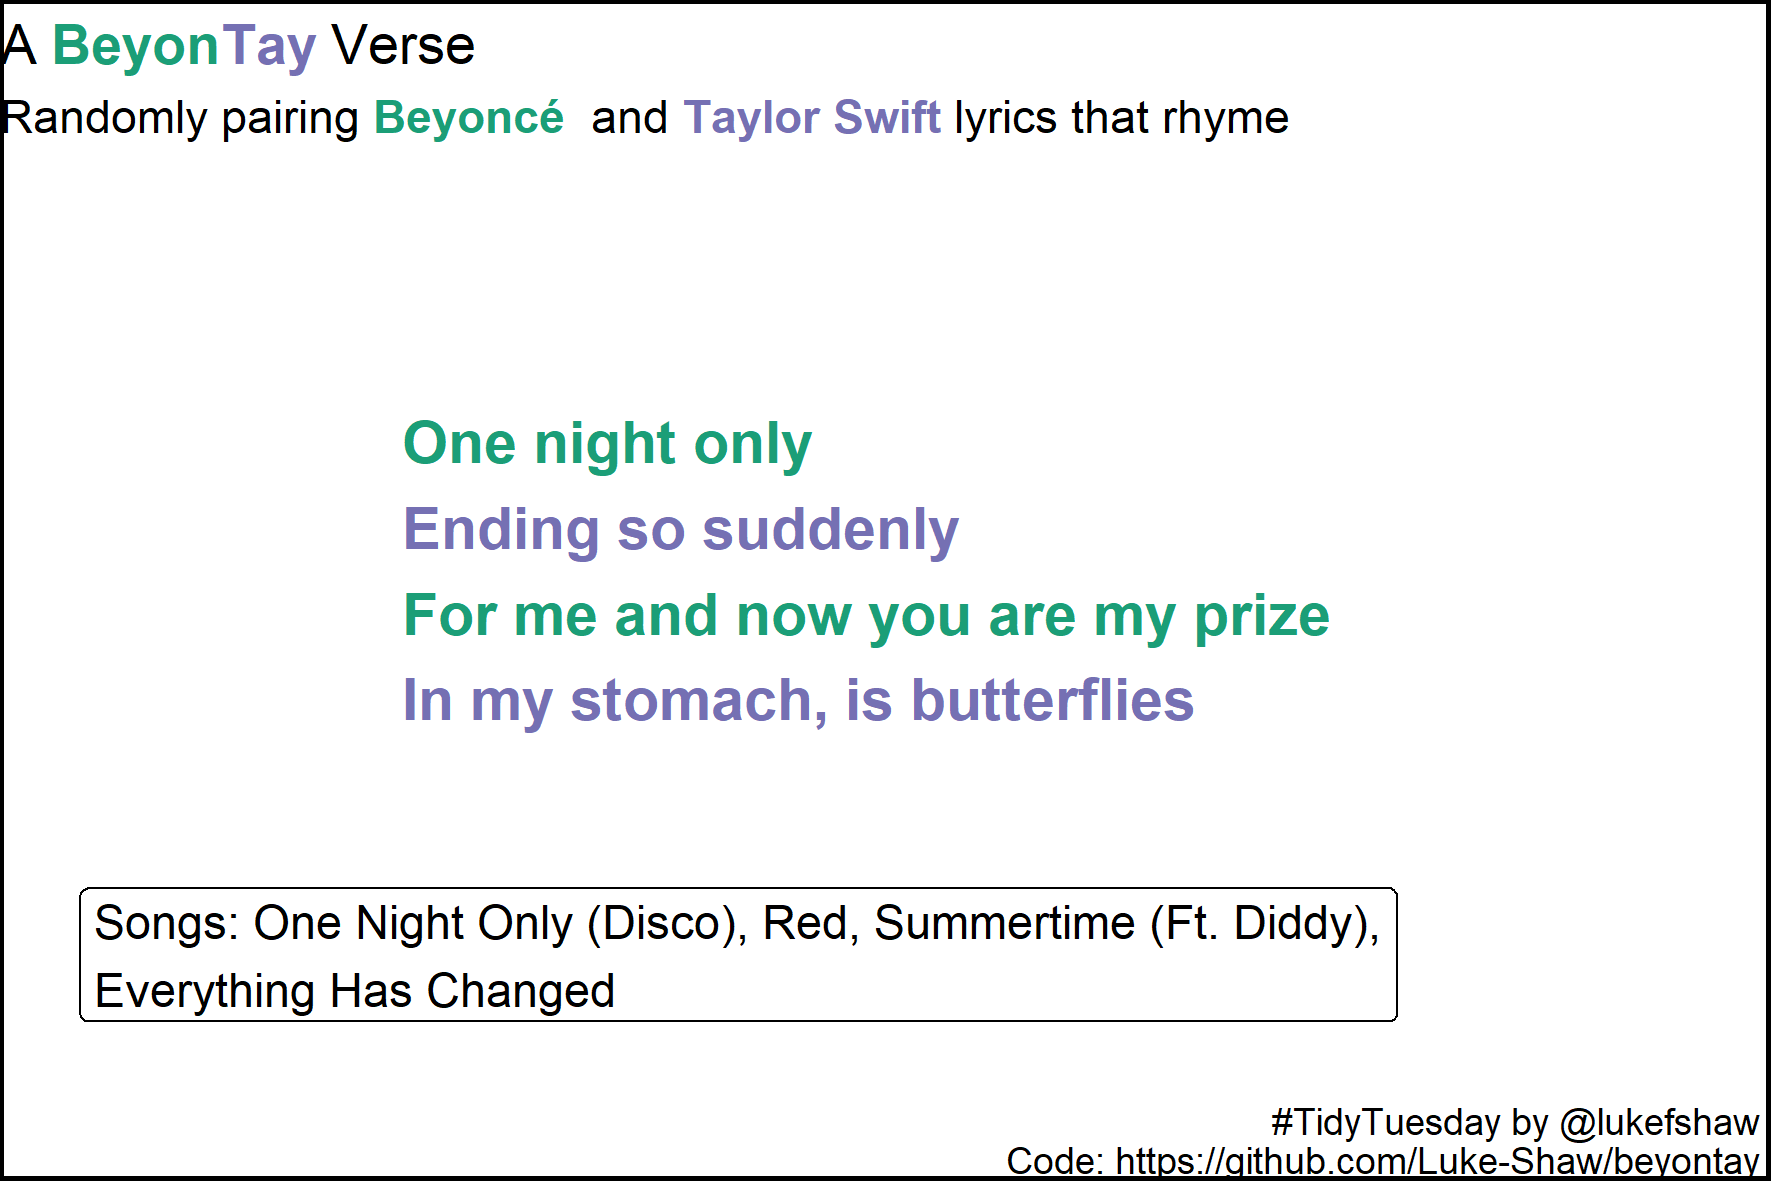 A BeyonTay Verse
Randomly pairing Beyoncé and Taylor Swift lyrics that rhyme
One night only
Ending so suddenly
For me and now you are my prize
In my stomach, is butterflies
Songs: One Night Only (Disco), Red, Summertime (Ft. Diddy),
Everything Has Changed
#TidyTuesday by @lukefshaw
Code: https://github.com/Luke-Shaw/beyontay